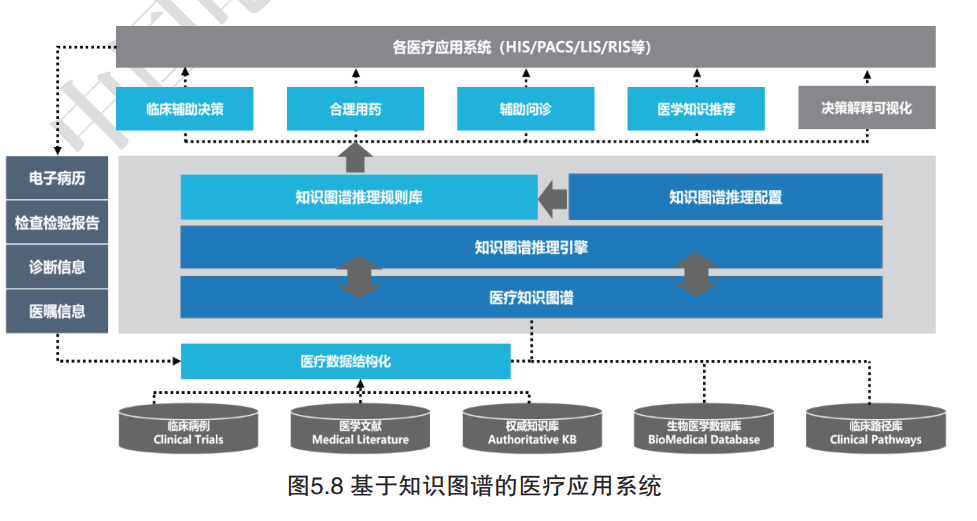 各医疗应用系统（HIS/PACS/LIS/RIS等）
临床辅助决策
合理用药
辅助问诊
医学知识推荐
决策解释可视化
电子病历
检查检验报告
诊断信息
医嘱信息
知识图谱推理规则库
知识图谱推理配置
知识图谱推理引擎
医疗知识图谱
医疗数据结构化
临床病例
Clinical Trials
医学文献
Medical Literature
权威知识库
Authoritative KB
生物医学数据库
BioMedical Database
临床路径库
Clinical Pathways
图5.8 基于知识图谱的医疗应用系统